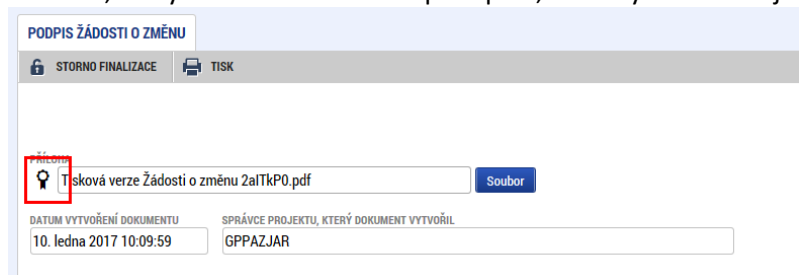 PODPIS ŽÁDOSTI O ZMĚNU
STORNO FINALIZACE TISK
PŘÍLOHA
Tisková verze Žádosti o změnu 2aITkP0.pdf Soubor
DATUM VYTVOŘENÍ DOKUMENTU SPRÁVCE PROJEKTU, KTERÝ DOKUMENT VYTVOŘIL
10. ledna 2017 10:09:59 GPPAZJAR